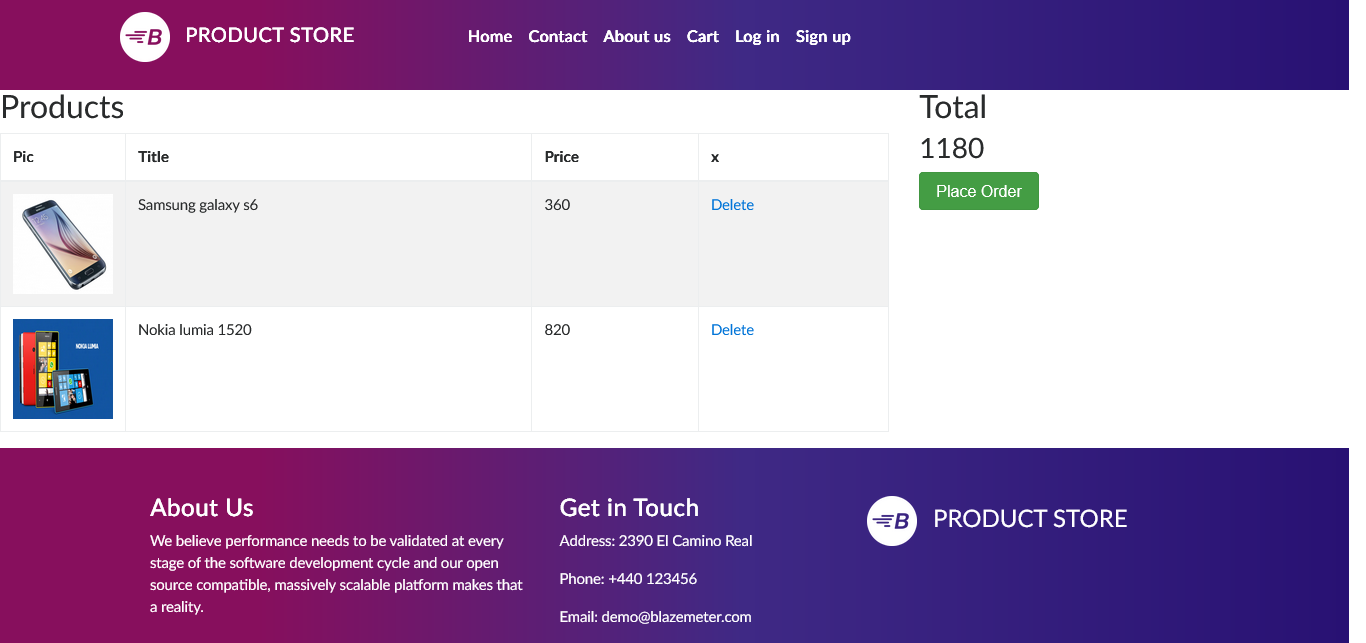 B PRODUCT STORE Home Contact About us Cart Log in Sign up
Products
Total
1180
Place Order
Pic Title Price x
Samsung galaxy s6 360 Delete
NOKIA LUMIA
Nokia lumia 1520 820 Delete
About Us
We believe performance needs to be validated at every
stage of the software development cycle and our open
source compatible, massively scalable platform makes that
a reality.
Get in Touch
Address: 2390 El Camino Real
Phone: +440 123456
Email: demo@blazemeter.com
B PRODUCT STORE